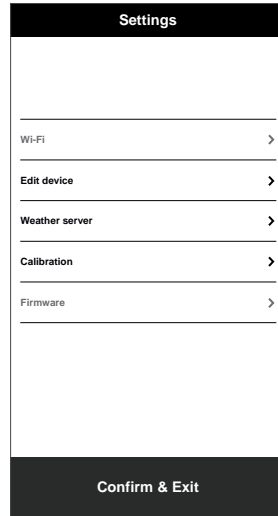 Settings
Wi-Fi
Edit device
Weather server
Calibration
Firmware
Confirm & Exit